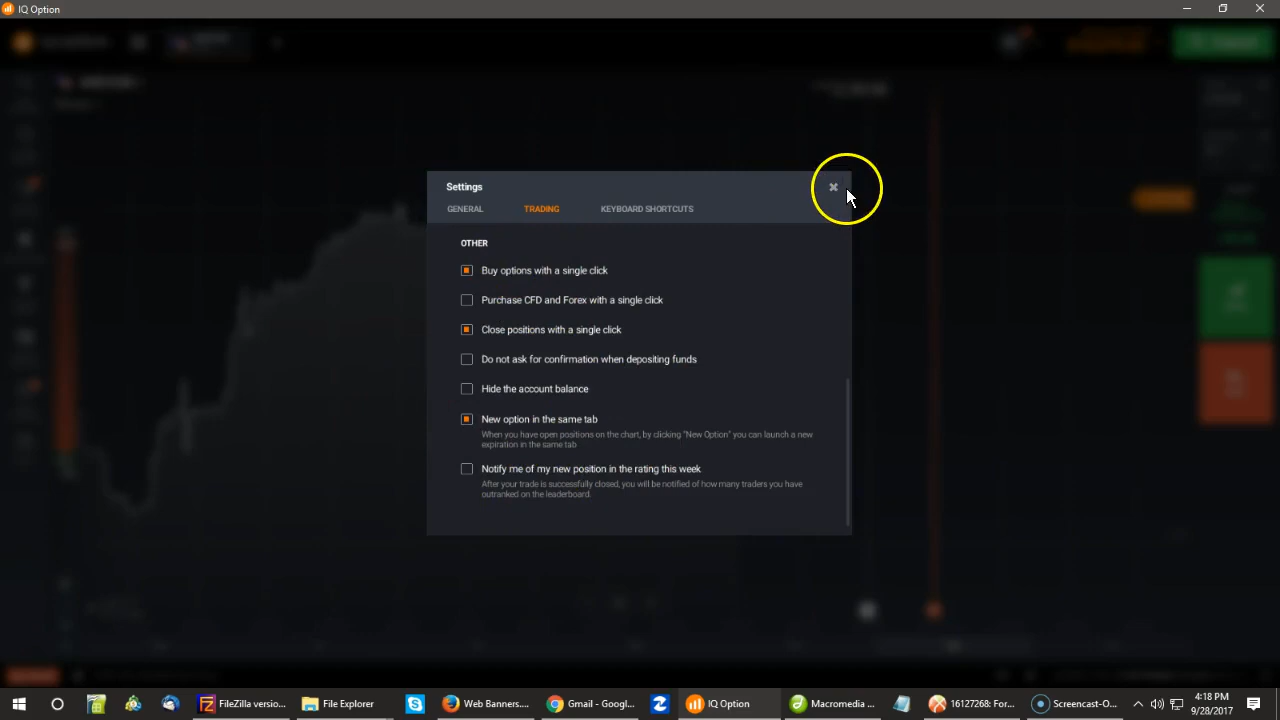 IQ Option
Settings
GENERAL TRADING KEYBOARD SHORTCUTS
OTHER
Buy options with a single click
Purchase CFD and Forex with a single click
Close positions with a single click
Do not ask for confirmation when depositing funds
Hide the account balance
New option in the same tab
When you have open positions on the chart, by clicking "New Option" you can launch a new
expiration in the same tab
Notify me of my new position in the rating this week
After your trade is successfully closed, you will be notified of how many traders you have
outranked on the leaderboard.
FileZilla versio... File Explorer Web Banners.... Gmail - Googl... IQ Option Macromedia ... 16127268: For... Screencast-O... 4:18 PM
9/28/2017